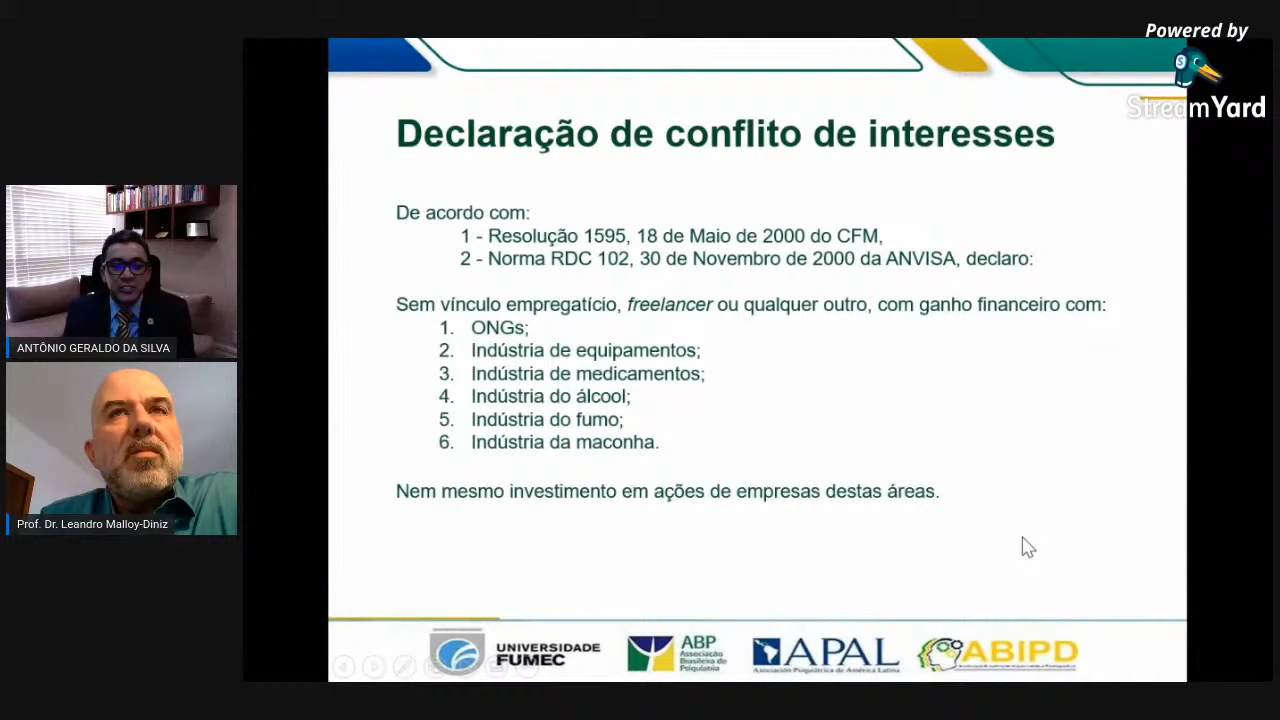 Powered by
StreamYard
Declaração de conflito de interesses
De acordo com:
1 - Resolução 1595, 18 de Maio de 2000 do CFM,
2 - Norma RDC 102, 30 de Novembro de 2000 da ANVISA, declaro:
Sem vínculo empregatício, freelancer ou qualquer outro, com ganho financeiro com:
1. ONGs;
2. Indústria de equipamentos;
3. Indústria de medicamentos;
4. Indústria do álcool;
5. Indústria do fumo;
6. Indústria da maconha.
Nem mesmo investimento em ações de empresas destas áreas.
ANTÔNIO GERALDO DA SILVA
Prof. Dr. Leandro Malloy-Diniz
UNIVERSIDADE
FUMEC
ABP
Associação
Brasileira de
Psiquiatria
APAL
Asociación Psiquiátrica de América Latina
ABIPD